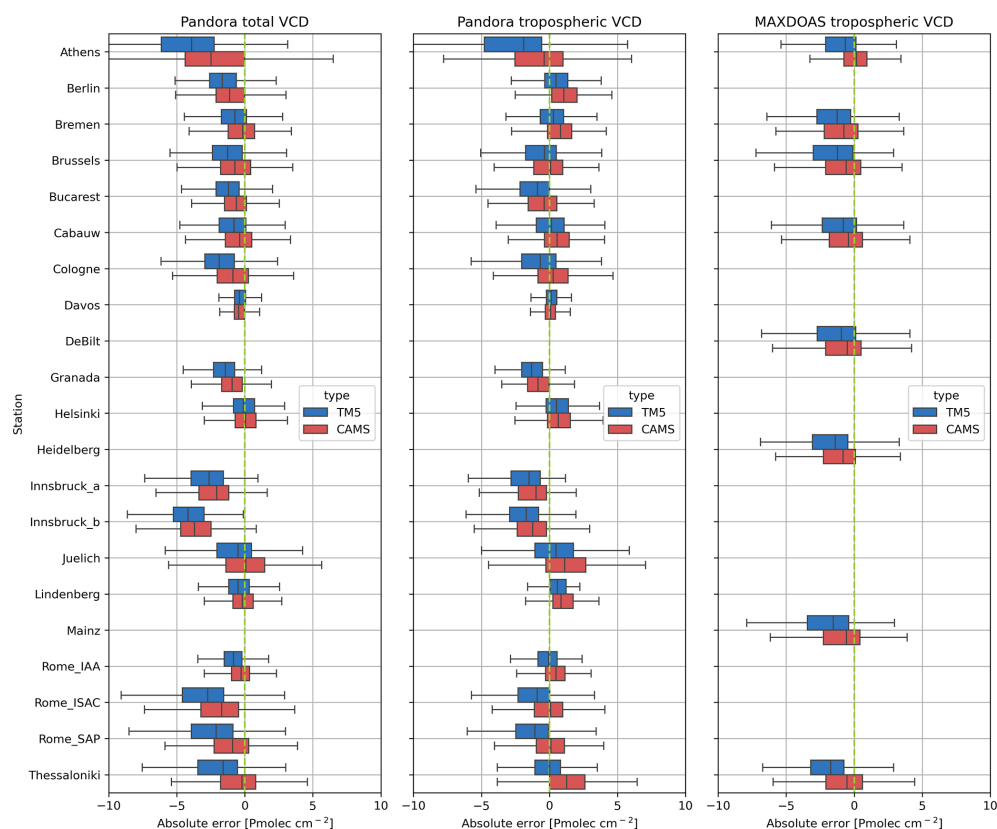 Pandora total VCD
Pandora tropospheric VCD
MAXDOAS tropospheric VCD
Station
Athens
Berlin
Bremen
Brussels
Bucarest
Cabauw
Cologne
Davos
DeBilt
Granada
Helsinki
Heidelberg
Innsbruck_a
Innsbruck_b
Juelich
Lindenberg
Mainz
Rome_IAA
Rome_ISAC
Rome_SAP
Thessaloniki
type
TM5
CAMS
type
TM5
CAMS
type
TM5
CAMS
−10 −5 0 5 10
−10 −5 0 5 10
−10 −5 0 5 10
Absolute error [Pmolec cm⁻²]
Absolute error [Pmolec cm⁻²]
Absolute error [Pmolec cm⁻²]